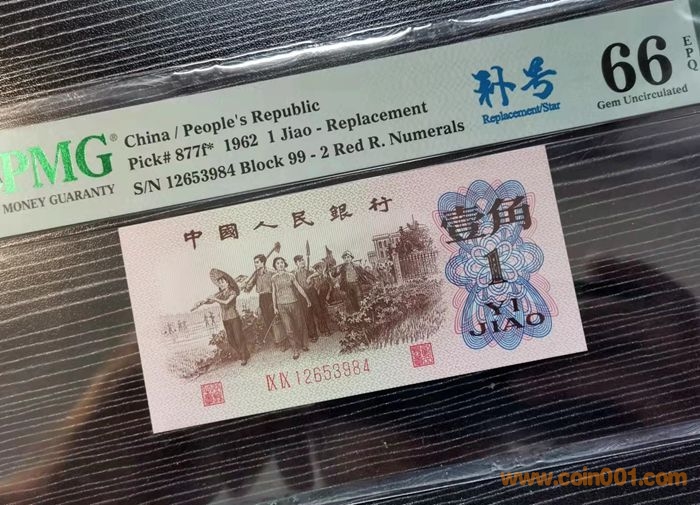 PMG®
MONEY GUARANTY
China / People's Republic
Pick# 877f* 1962 1 Jiao - Replacement
S/N 12653984 Block 99 - 2 Red R. Numerals
补号
Replacement/Star
66
EPQ
Gem Uncirculated
中國人民銀行
壹角
1
YI
JIAO
IX IX 12653984
www.coin001.com